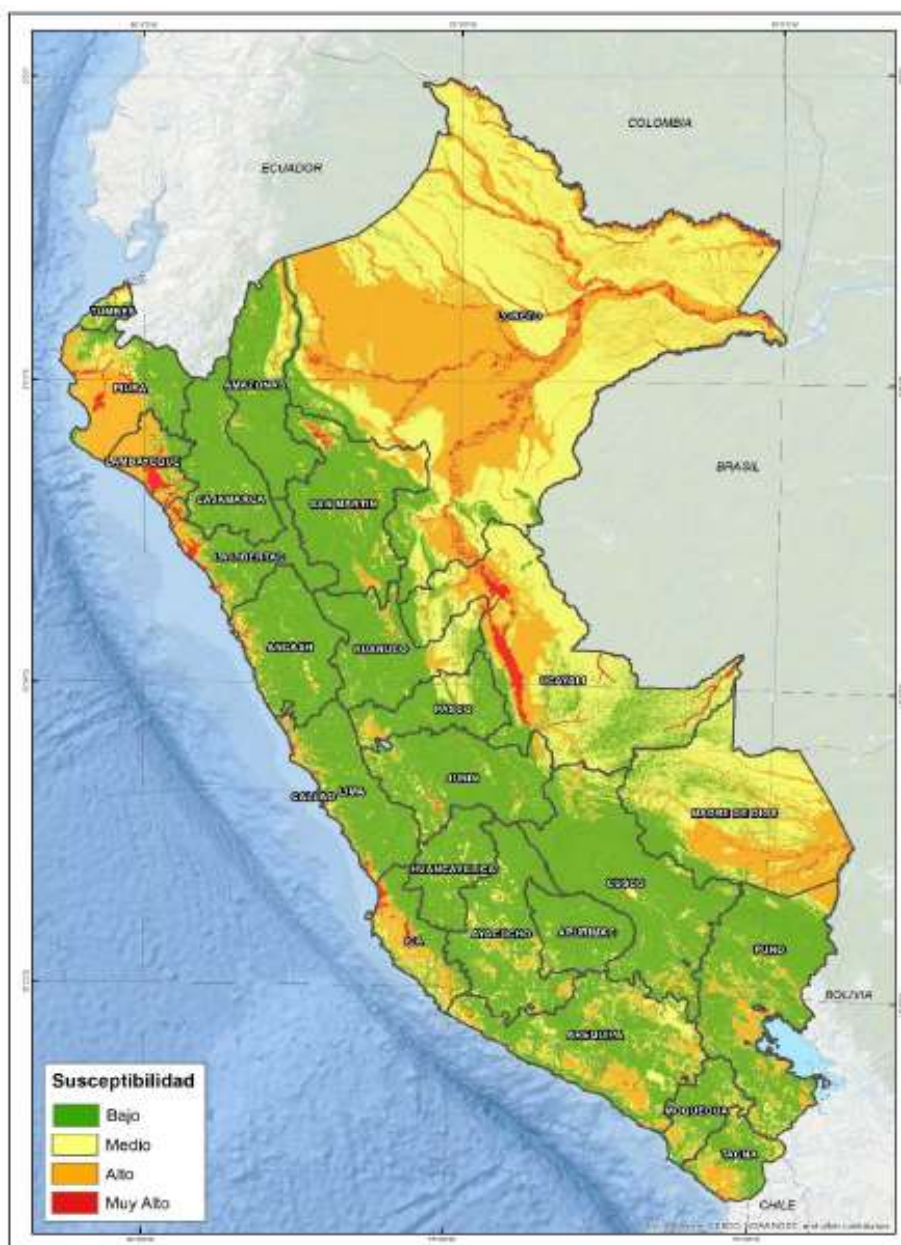 COLOMBIA
ECUADOR
TUMBES
LORETO
AMAZONAS
PIURA
LAMBAYEQUE
BRASIL
CAJAMARCA
SAN MARTIN
LA LIBERTAD
ANCASH
HUANUCO
UCAYALI
PASCO
JUNIN
CALLAO
LIMA
MADRE DE DIOS
HUANCAVELICA
CUSCO
ICA
AYACUCHO
APURIMAC
PUNO
BOLIVIA
AREQUIPA
MOQUEGUA
TACNA
CHILE
Susceptibilidad
Bajo
Medio
Alto
Muy Alto